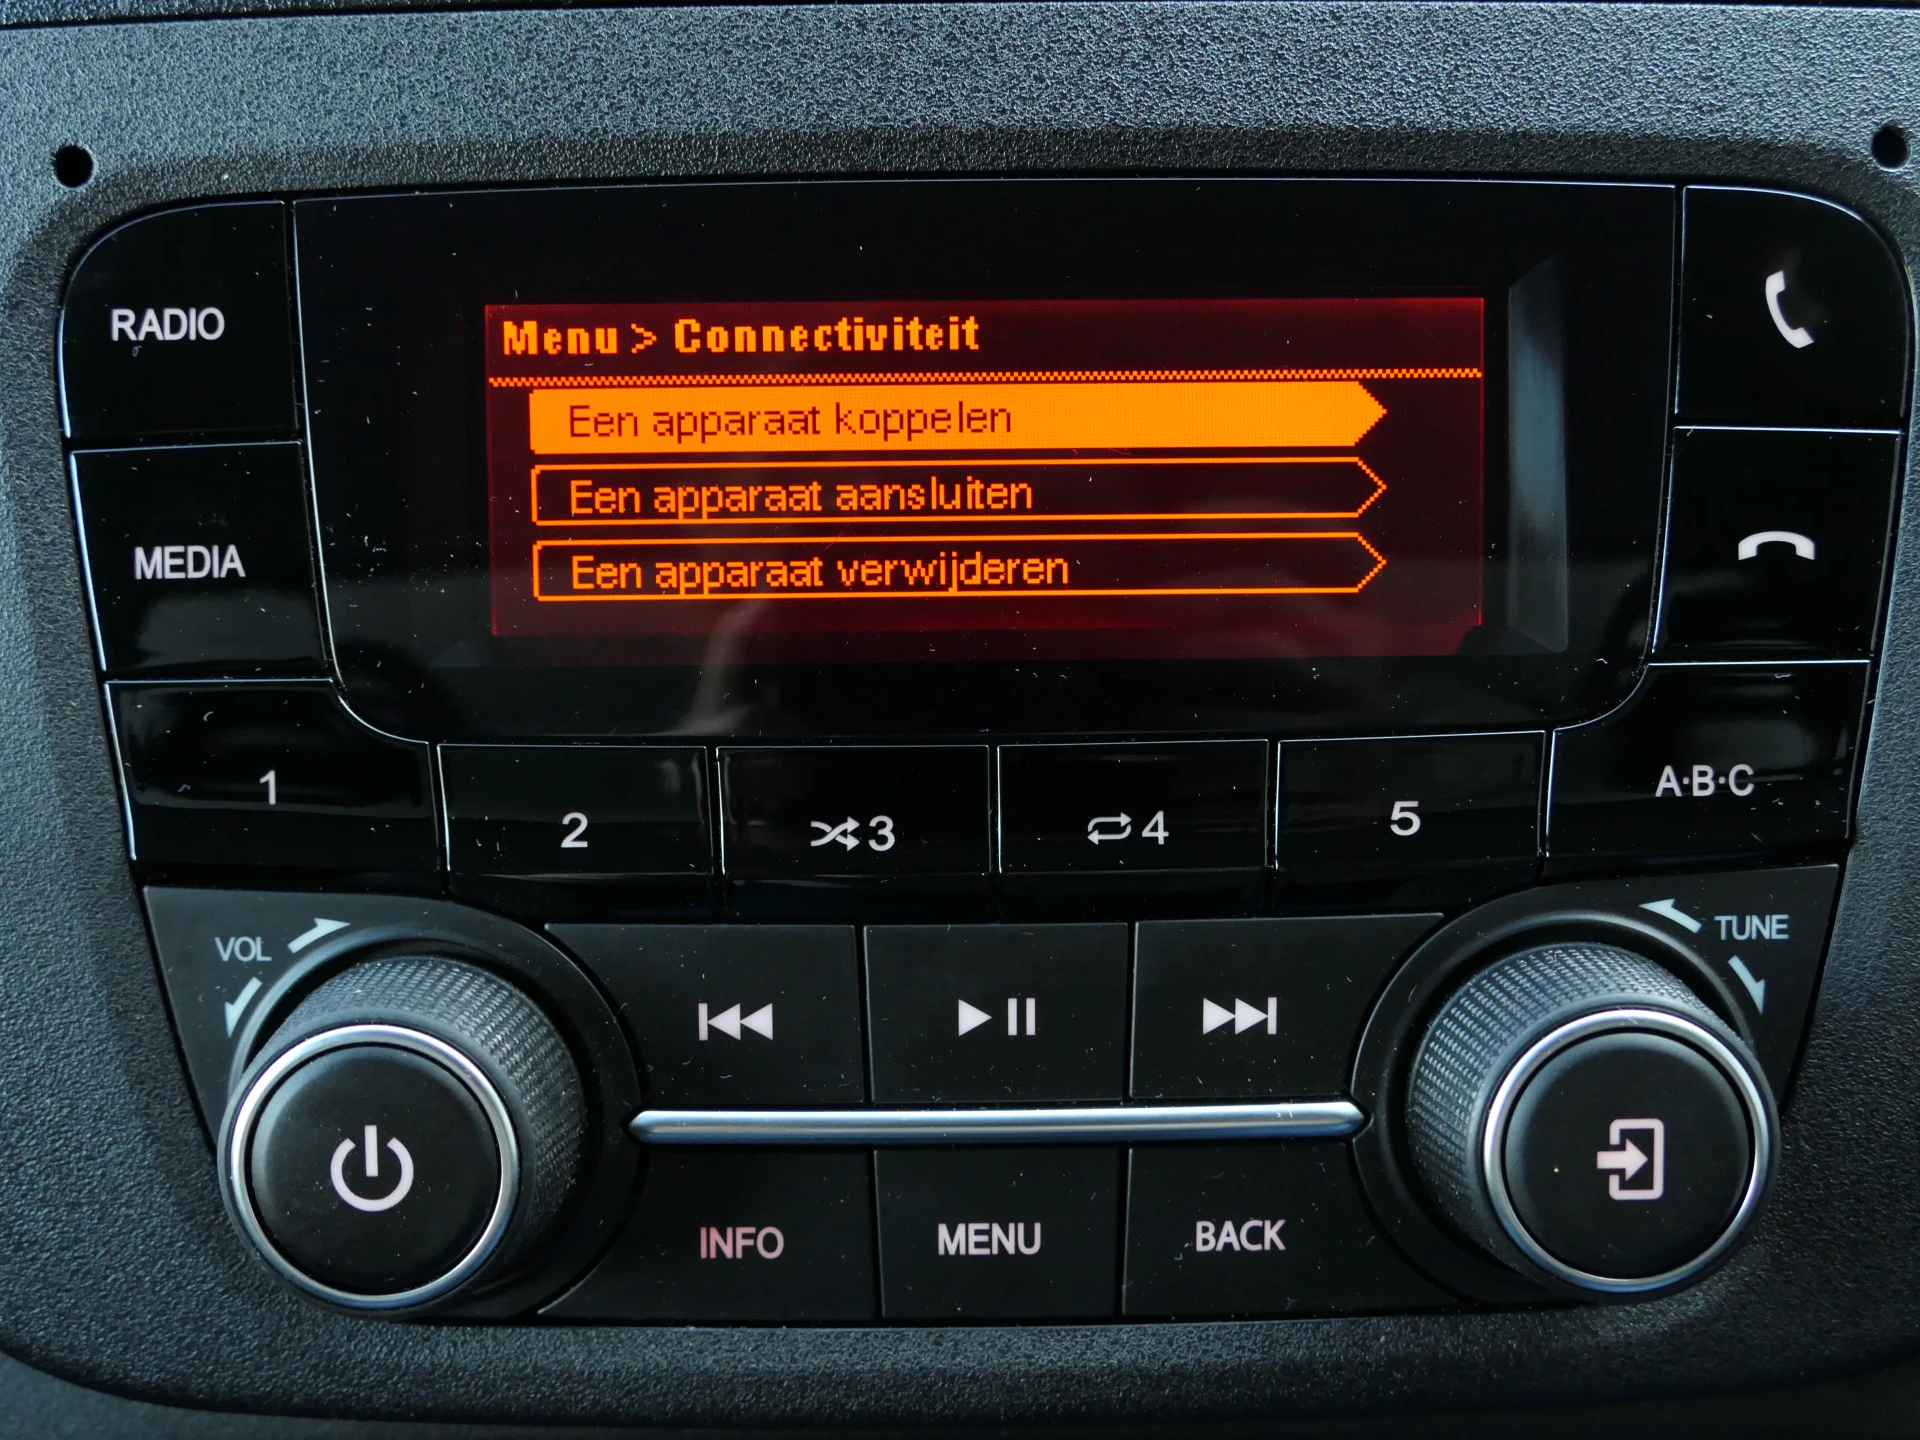 RADIO
Menu > Connectiviteit
Een apparaat koppelen
Een apparaat aansluiten
MEDIA
Een apparaat verwijderen
1
2
3
4
5
A·B·C
VOL
TUNE
INFO
MENU
BACK